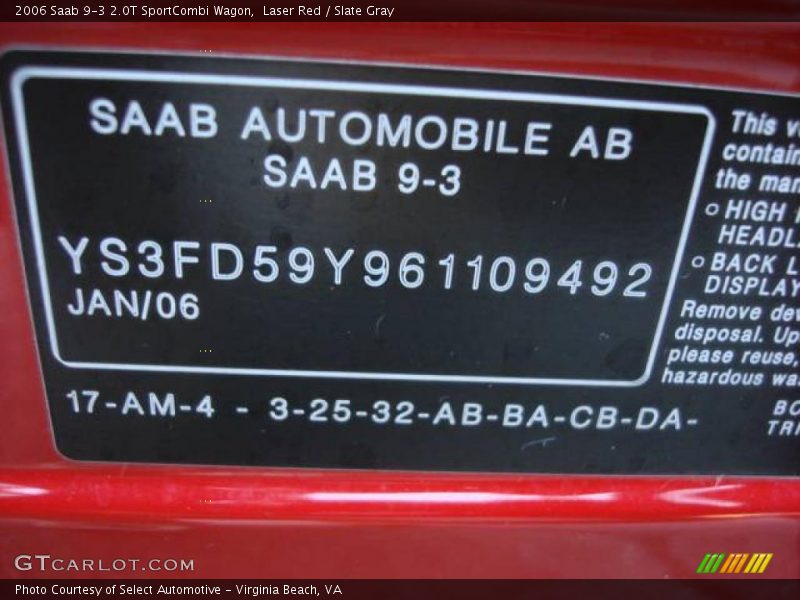 2006 Saab 9-3 2.0T SportCombi Wagon, Laser Red / Slate Gray
SAAB AUTOMOBILE AB
SAAB 9-3
YS3FD59Y961109492
JAN/06
17-AM-4 - 3-25-32-AB-BA-CB-DA-
This
contain
the man
HIGH
HEADL
BACK L
DISPLAY
Remove dev
disposal. Up
please reuse,
hazardous wa
BO
TRI
GTCARLOT.COM
Photo Courtesy of Select Automotive - Virginia Beach, VA